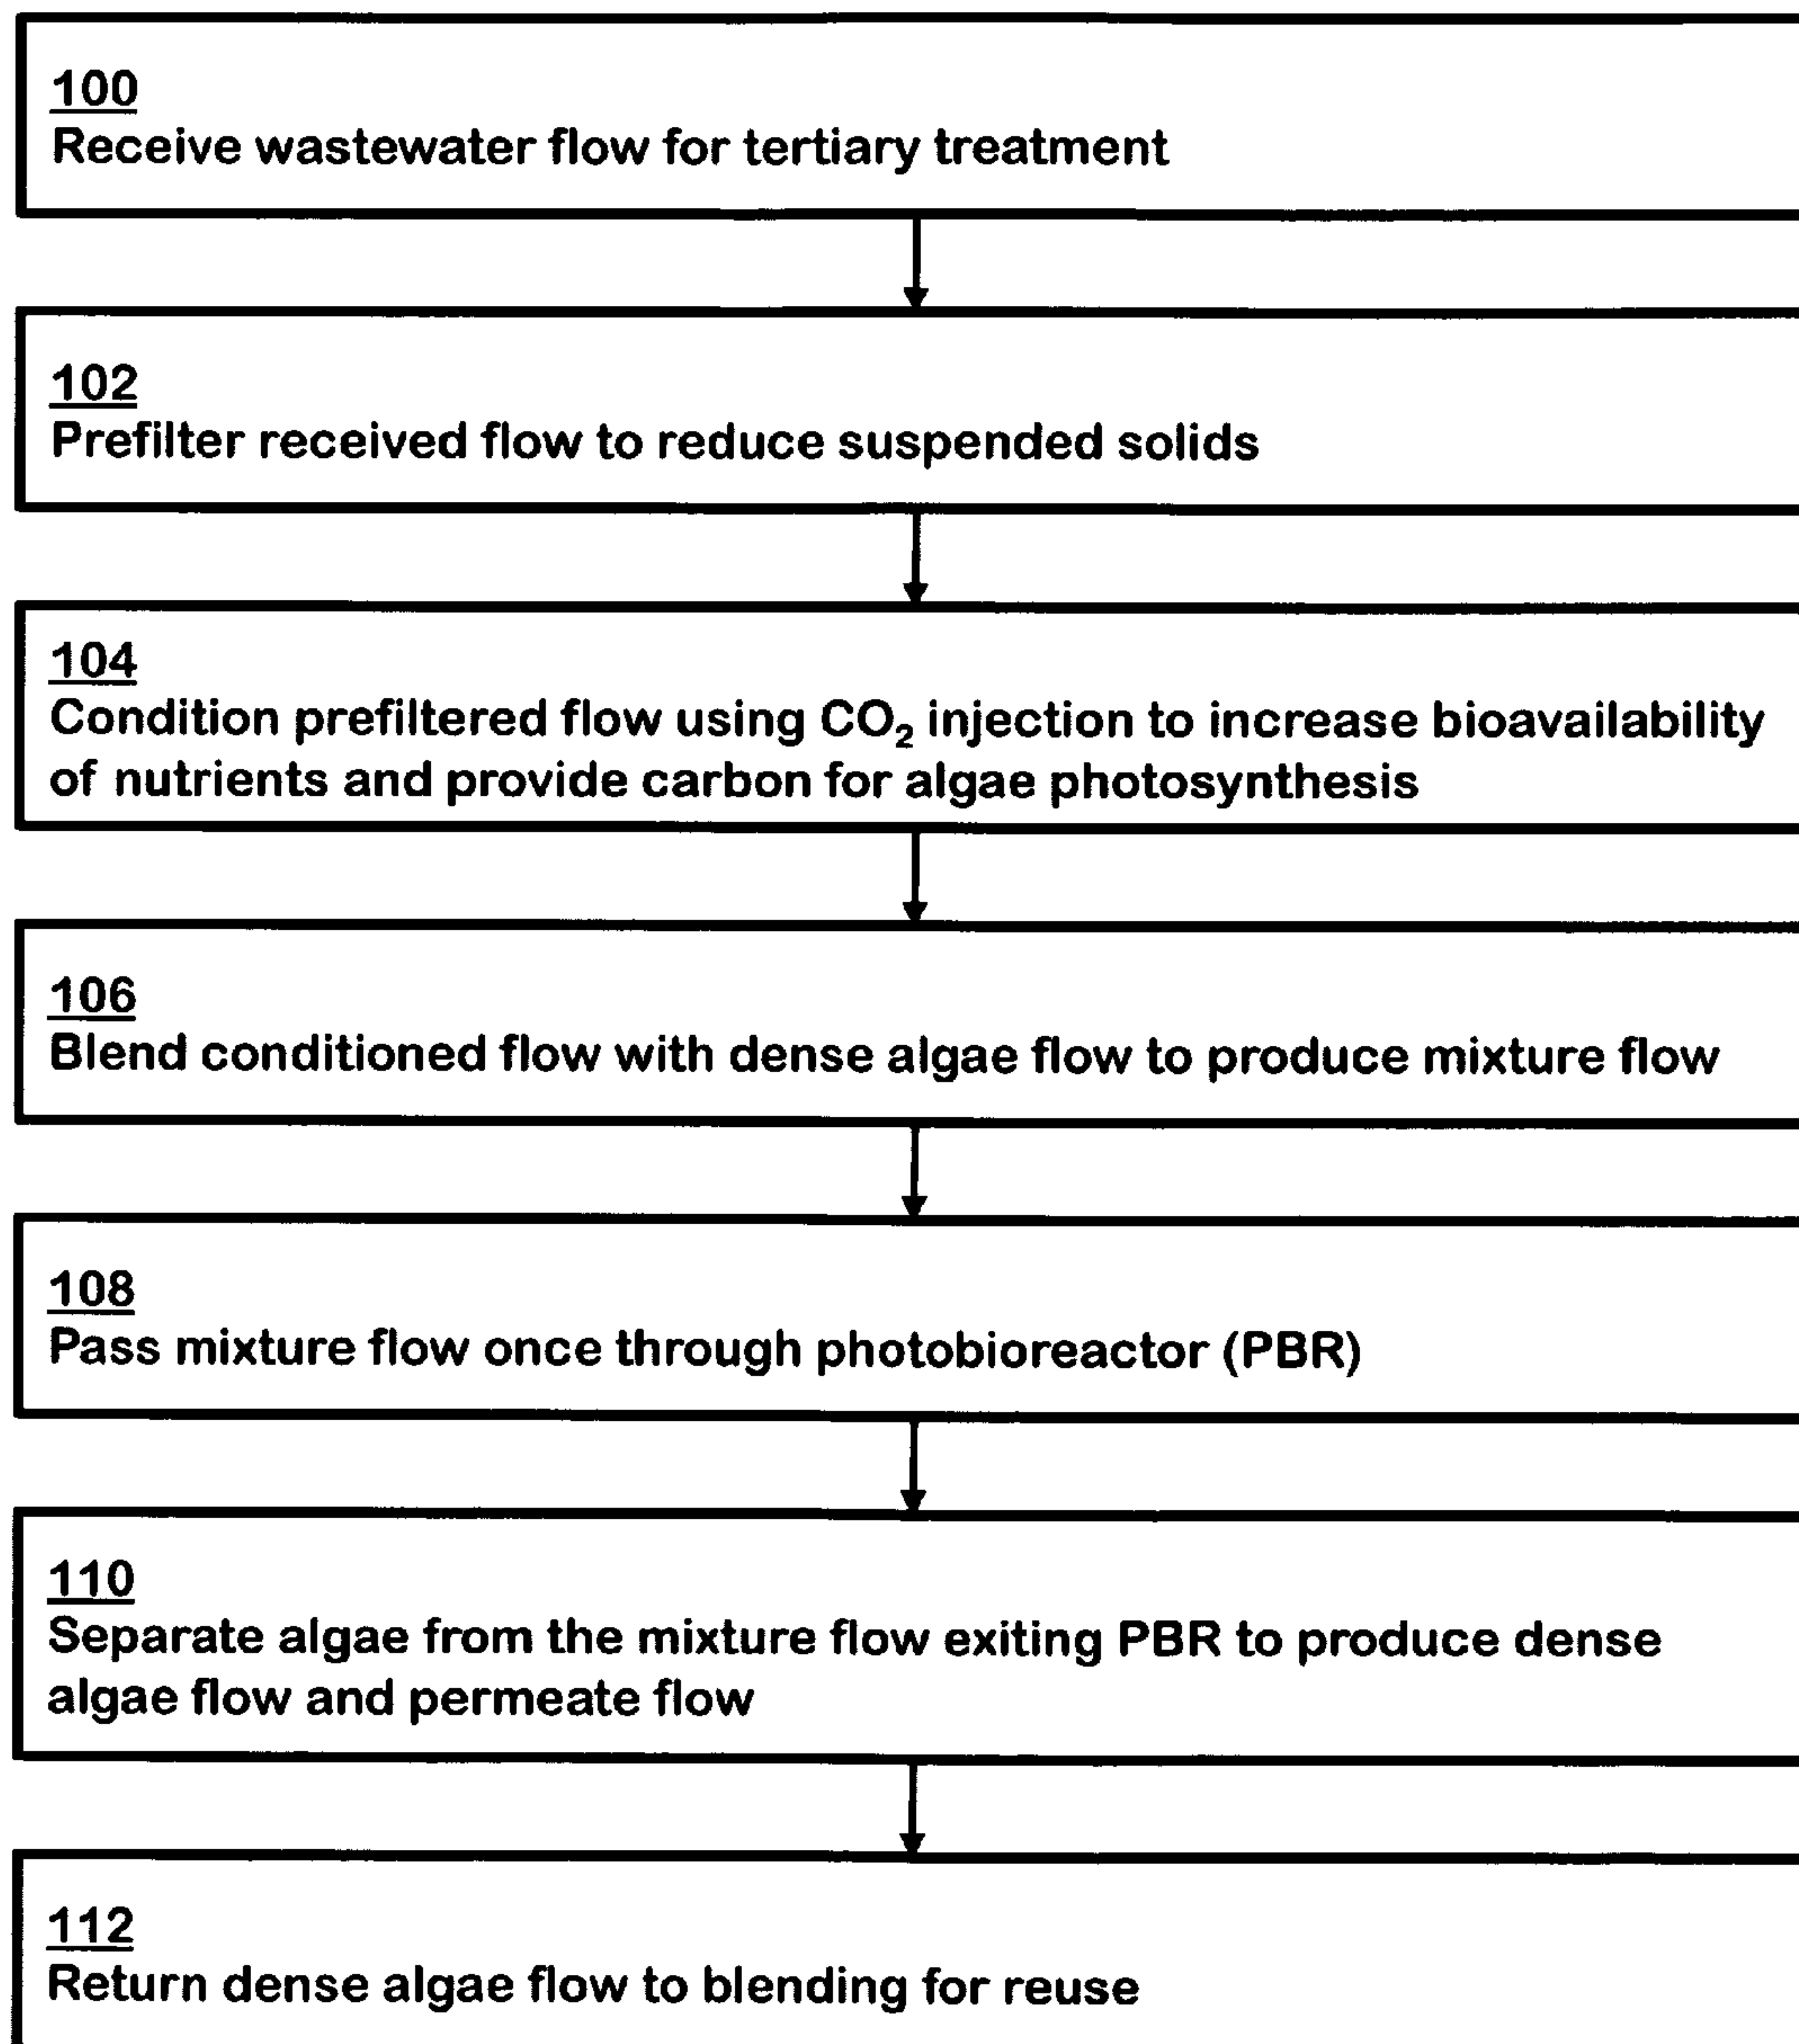 100
Receive wastewater flow for tertiary treatment
102
Prefilter received flow to reduce suspended solids
104
Condition prefiltered flow using CO₂ injection to increase bioavailability
of nutrients and provide carbon for algae photosynthesis
106
Blend conditioned flow with dense algae flow to produce mixture flow
108
Pass mixture flow once through photobioreactor (PBR)
110
Separate algae from the mixture flow exiting PBR to produce dense
algae flow and permeate flow
112
Return dense algae flow to blending for reuse